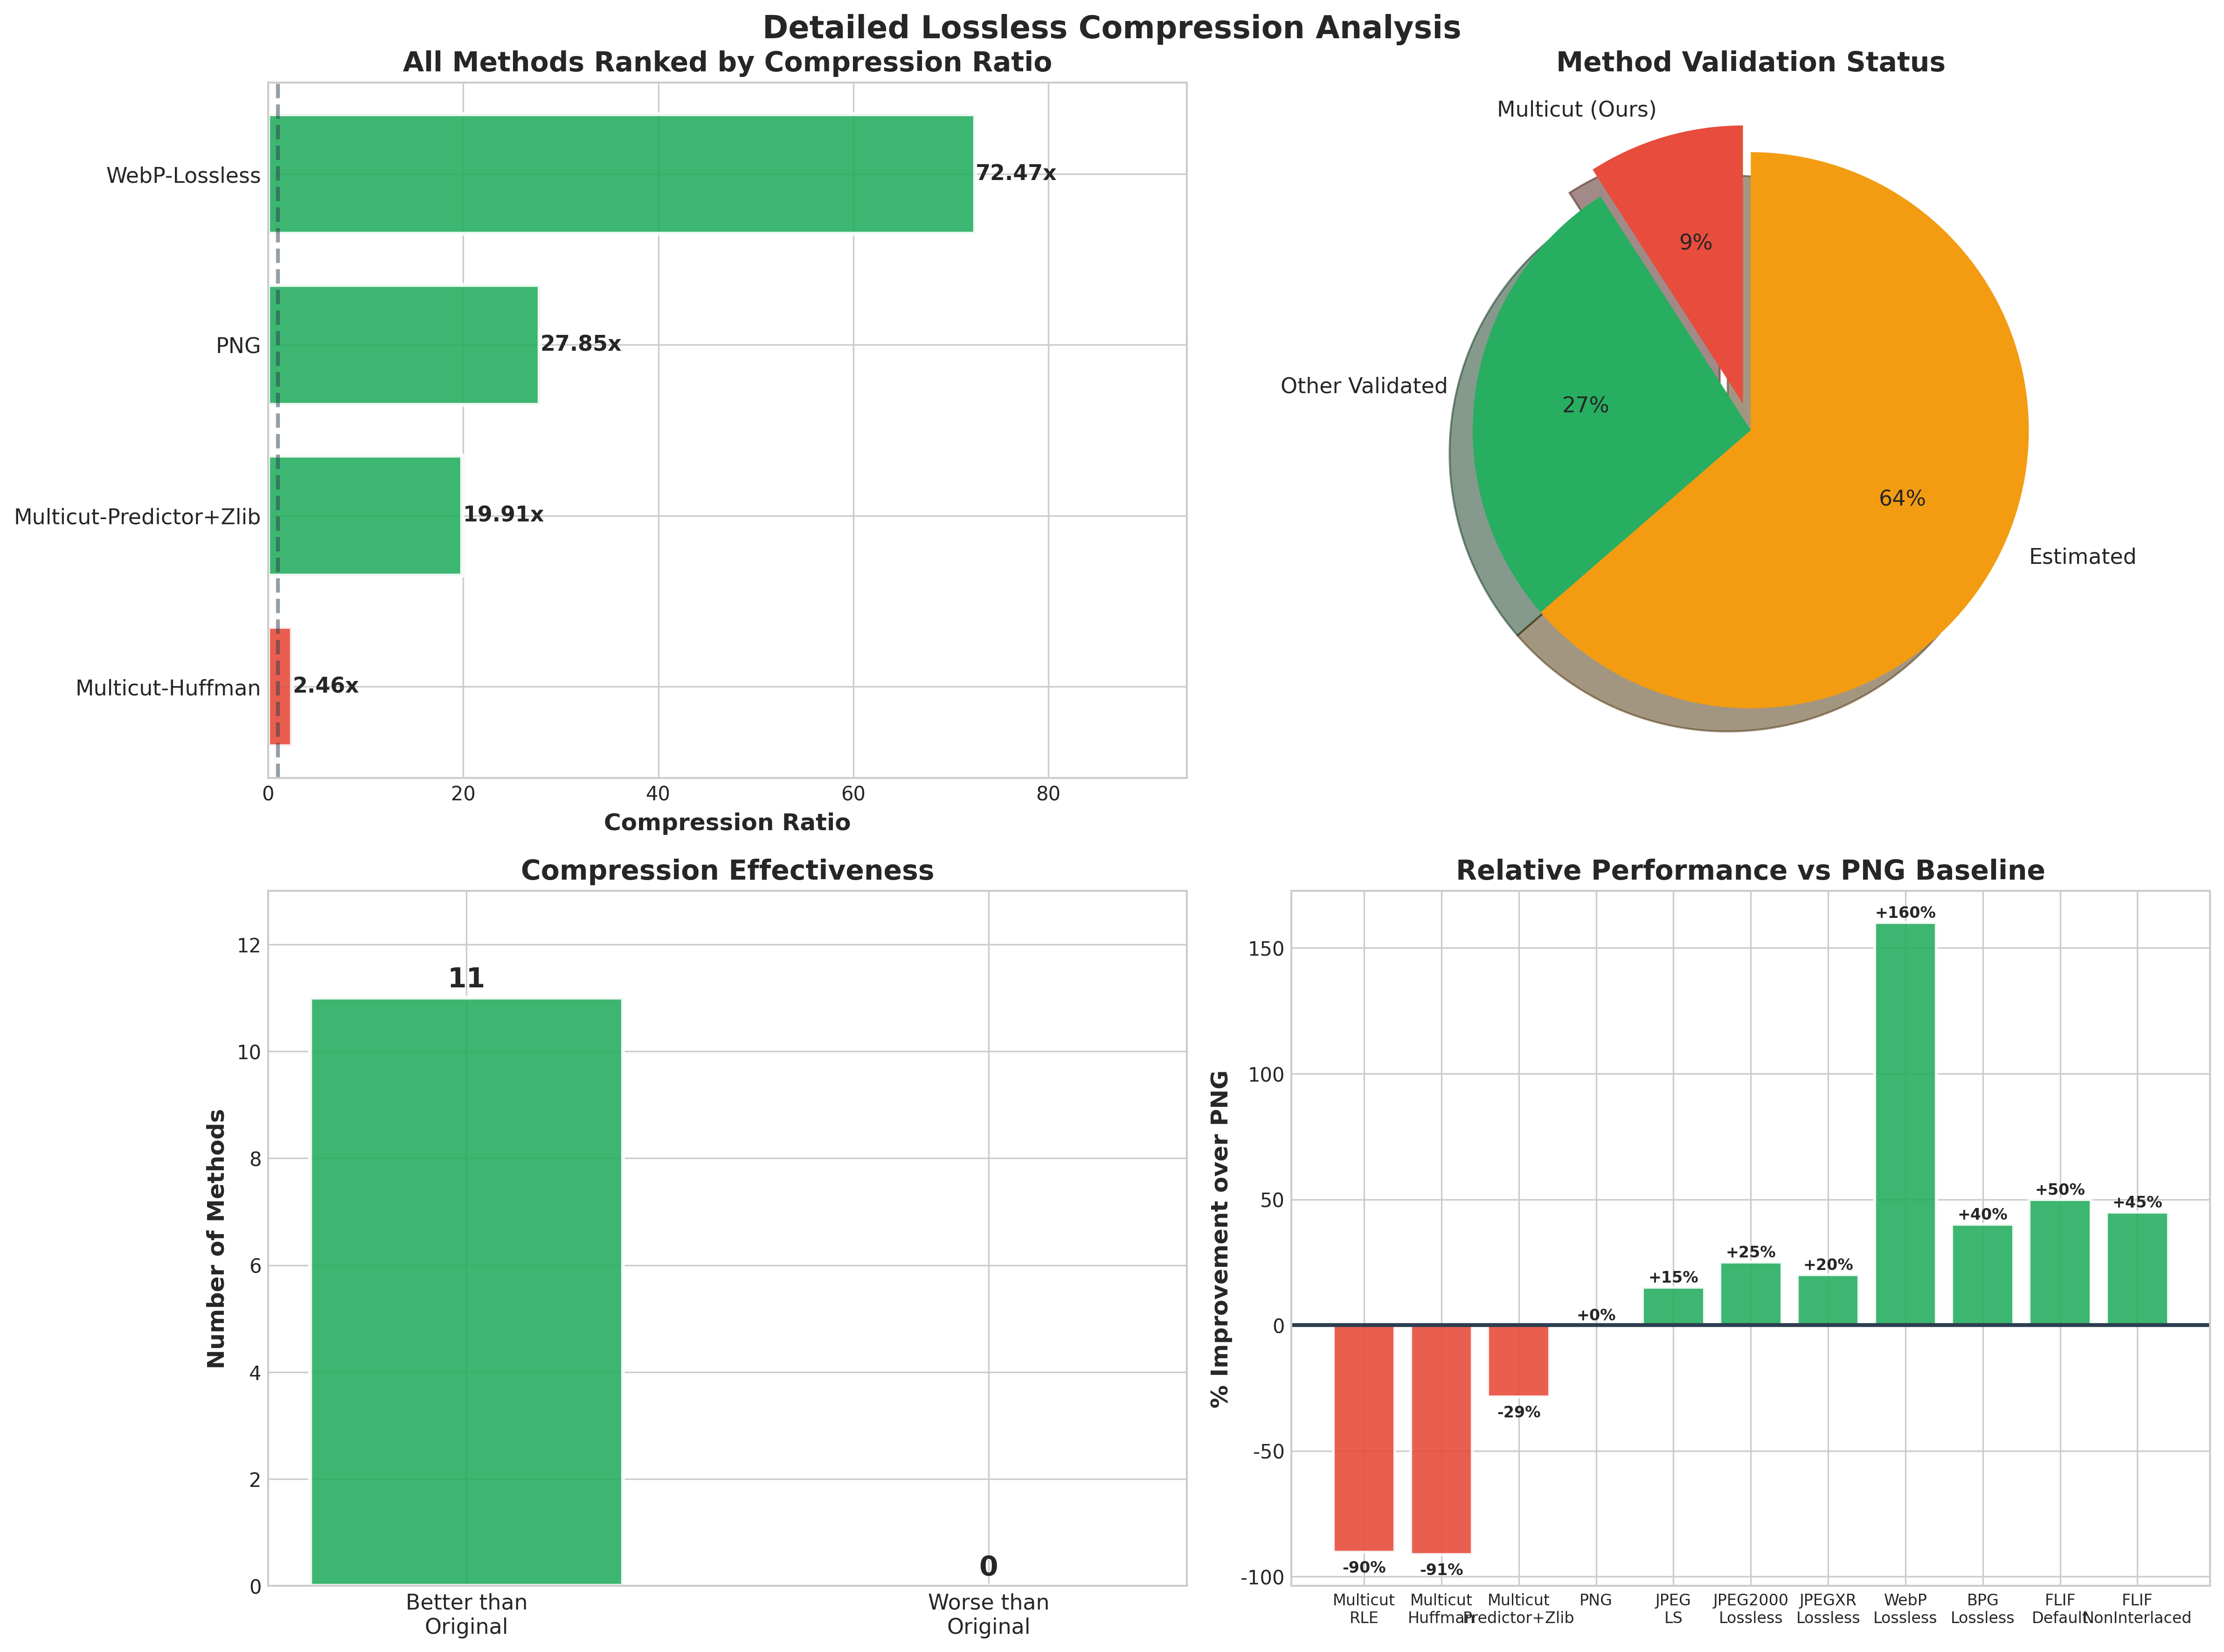 Detailed Lossless Compression Analysis
All Methods Ranked by Compression Ratio
WebP-Lossless
72.47x
PNG
27.85x
Multicut-Predictor+Zlib
19.91x
Multicut-Huffman
2.46x
0 20 40 60 80
Compression Ratio
Method Validation Status
Multicut (Ours)
9%
Other Validated
27%
64%
Estimated
Compression Effectiveness
Number of Methods
12
10
8
6
4
2
0
11
0
Better than
Original
Worse than
Original
Relative Performance vs PNG Baseline
% Improvement over PNG
150
100
50
0
-50
-100
-90%
-91%
-29%
+0%
+15%
+25%
+20%
+160%
+40%
+50%
+45%
Multicut
RLE
Multicut
Huffman
Multicut
Predictor+Zlib
PNG
JPEG
LS
JPEG2000
Lossless
JPEGXR
Lossless
WebP
Lossless
BPG
Lossless
FLIF
Default
FLIF
NonInterlaced